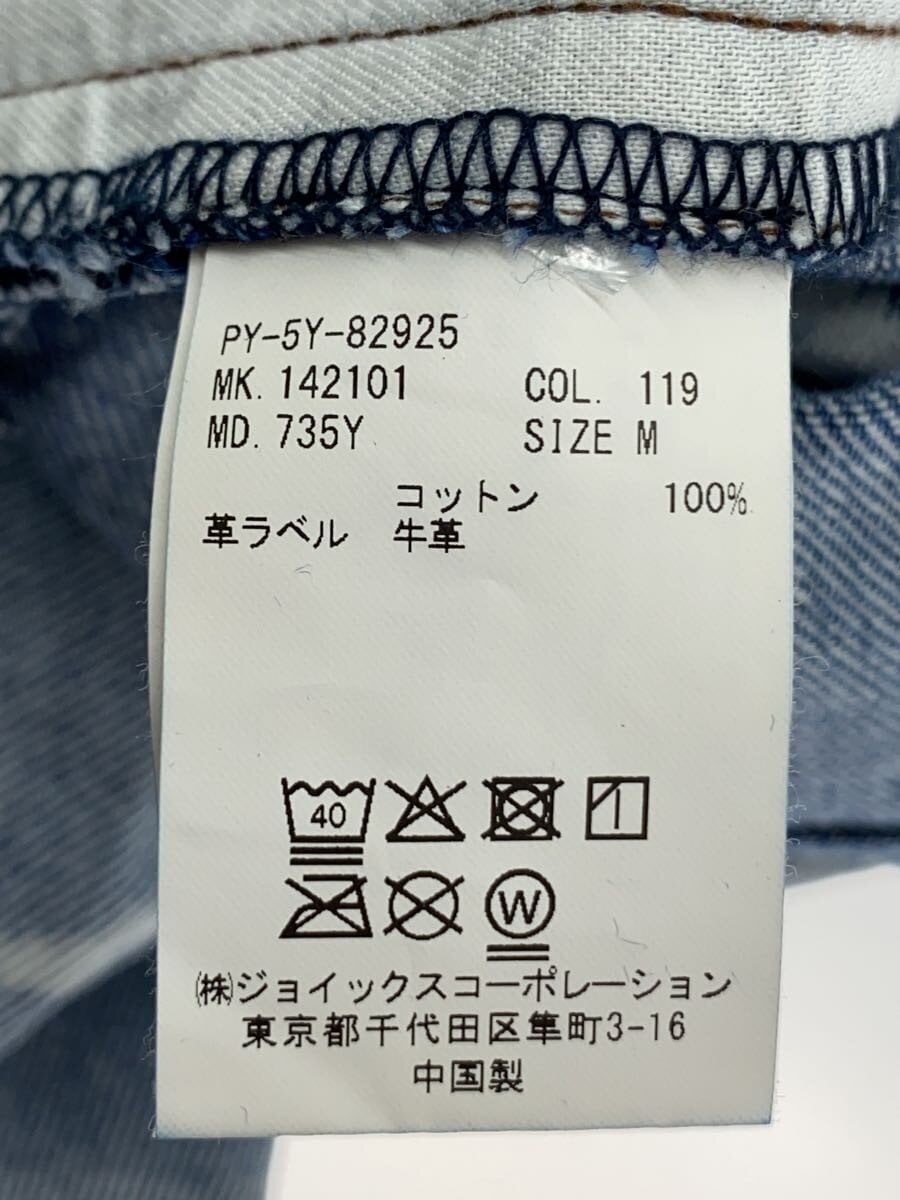 PY-5Y-82925
MK. 142101 COL. 119
MD. 735Y SIZE M
コットン 100%
革ラベル 牛革
40
W
㈱ジョイックスコーポレーション
東京都千代田区隼町3-16
中国製